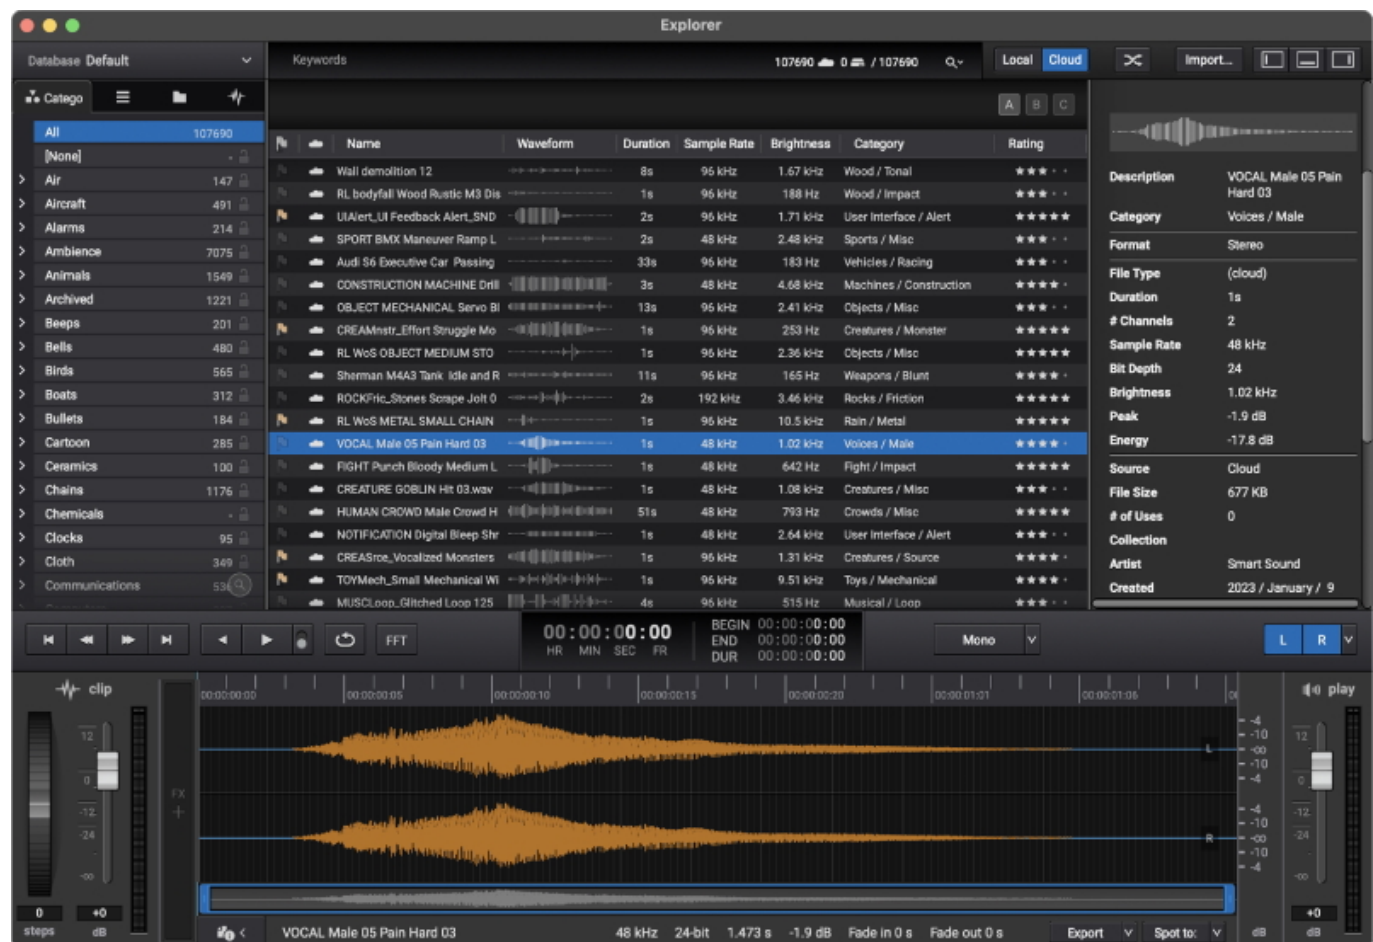 Explorer
Database Default
Keywords
107690 0 / 107690
Local Cloud
Import...
Catego
A B C
All 107690
[None] -
Air 147
Aircraft 491
Alarms 214
Ambience 7075
Animals 1549
Archived 1221
Beeps 201
Bells 480
Birds 565
Boats 312
Bullets 184
Cartoon 285
Ceramics 100
Chains 1176
Chemicals -
Clocks 95
Cloth 349
Communications
Name Waveform Duration Sample Rate Brightness Category Rating
Wall demolition 12 8s 96 kHz 1.67 kHz Wood / Tonal
RL bodyfall Wood Rustic M3 Dis 1s 96 kHz 188 Hz Wood / Impact
UIAlert_UI Feedback Alert_SND 2s 96 kHz 1.71 kHz User Interface / Alert
SPORT BMX Maneuver Ramp L 2s 48 kHz 2.48 kHz Sports / Misc
Audi S6 Executive Car Passing 33s 96 kHz 183 Hz Vehicles / Racing
CONSTRUCTION MACHINE Drill 3s 48 kHz 4.68 kHz Machines / Construction
OBJECT MECHANICAL Servo Bl 13s 96 kHz 2.41 kHz Objects / Misc
CREAMnstr_Effort Struggle Mo 1s 96 kHz 253 Hz Creatures / Monster
RL WoS OBJECT MEDIUM STO 1s 96 kHz 2.36 kHz Objects / Misc
Sherman M4A3 Tank Idle and R 11s 96 kHz 165 Hz Weapons / Blunt
ROCKFric_Stones Scrape Jolt 0 2s 192 kHz 3.46 kHz Rocks / Friction
RL WoS METAL SMALL CHAIN 1s 96 kHz 10.5 kHz Rain / Metal
VOCAL Male 05 Pain Hard 03 1s 48 kHz 1.02 kHz Voices / Male
FIGHT Punch Bloody Medium L 1s 48 kHz 642 Hz Fight / Impact
CREATURE GOBLIN Hit 03.wav 1s 48 kHz 1.08 kHz Creatures / Misc
HUMAN CROWD Male Crowd H 51s 48 kHz 793 Hz Crowds / Misc
NOTIFICATION Digital Bleep Shr 1s 48 kHz 2.64 kHz User Interface / Alert
CREASrce_Vocalized Monsters 1s 96 kHz 1.31 kHz Creatures / Source
TOYMech_Small Mechanical Wi 1s 96 kHz 9.51 kHz Toys / Mechanical
MUSCLoop_Glitched Loop 125 4s 96 kHz 515 Hz Musical / Loop
Description VOCAL Male 05 Pain
Hard 03
Category Voices / Male
Format Stereo
File Type (cloud)
Duration 1s
# Channels 2
Sample Rate 48 kHz
Bit Depth 24
Brightness 1.02 kHz
Peak -1.9 dB
Energy -17.8 dB
Source Cloud
File Size 677 KB
# of Uses 0
Collection
Artist Smart Sound
Created 2023 / January / 9
FFT
00:00:00:00
HR MIN SEC FR
BEGIN 00:00:00:00
END 00:00:00:00
DUR 00:00:00:00
Mono
L R
clip
00:00:00:00 00:00:00:05 00:00:00:10 00:00:00:15 00:00:00:20 00:00:01:01 00:00:01:06
play
12
0
-12
-24
-∞
FX
+
L
R
-4
-10
-∞
-10
-4
-4
-10
-∞
-10
-4
12
0
-12
-24
-∞
0 +0
steps dB
VOCAL Male 05 Pain Hard 03 48 kHz 24-bit 1.473 s -1.9 dB Fade in 0 s Fade out 0 s Export Spot to: dB
+0
dB